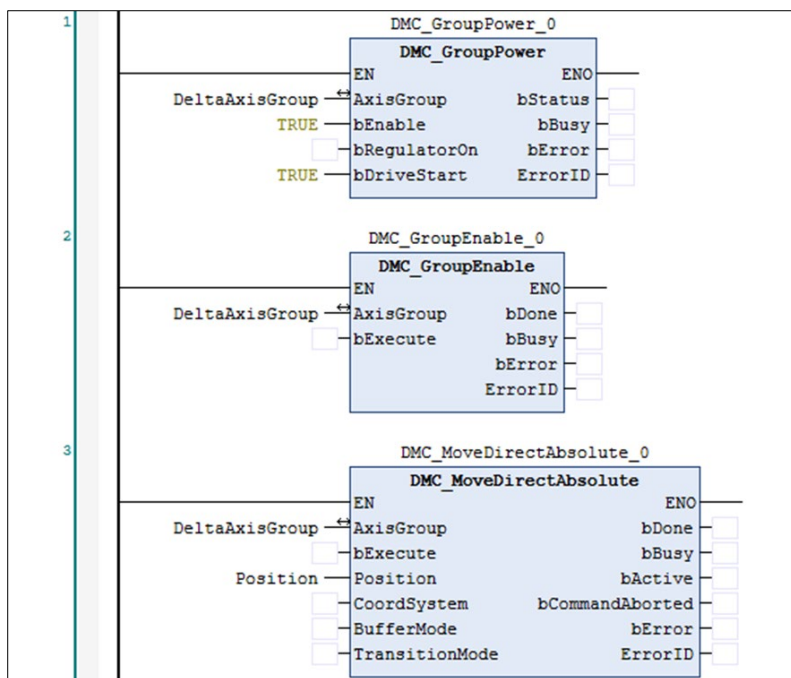 1
DMC_GroupPower_0
DMC_GroupPower
EN ENO
DeltaAxisGroup AxisGroup bStatus
TRUE bEnable bBusy
bRegulatorOn bError
TRUE bDriveStart ErrorID
2
DMC_GroupEnable_0
DMC_GroupEnable
EN ENO
DeltaAxisGroup AxisGroup bDone
bExecute bBusy
bError
ErrorID
3
DMC_MoveDirectAbsolute_0
DMC_MoveDirectAbsolute
EN ENO
DeltaAxisGroup AxisGroup bDone
bExecute bBusy
Position Position bActive
CoordSystem bCommandAborted
BufferMode bError
TransitionMode ErrorID